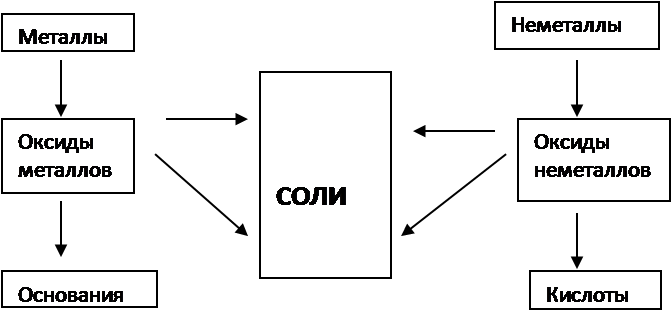 Металлы
Неметаллы
Оксиды
металлов
СОЛИ
Оксиды
неметаллов
Основания
Кислоты